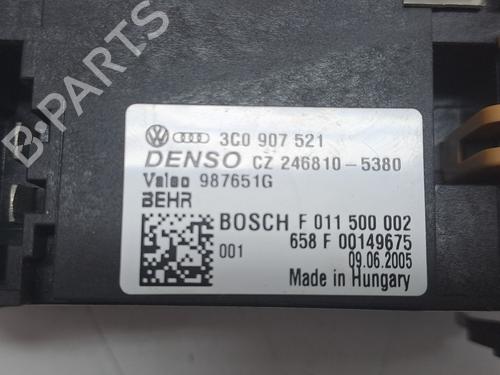 3C0 907 521
DENSO CZ 246810-5380
Valeo 987651G
BEHR
BOSCH F 011 500 002
001 658 F 00149675
09.06.2005
Made in Hungary
B-PARTS